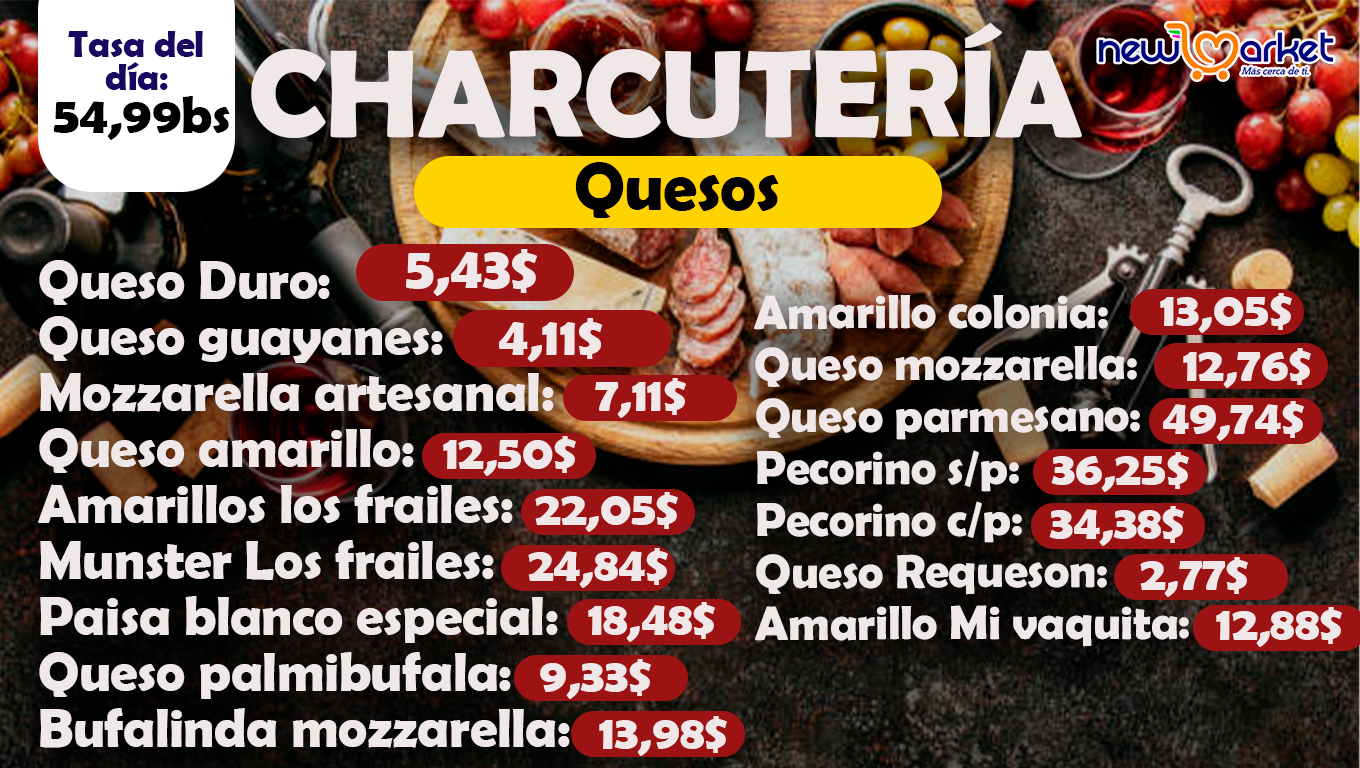 Tasa del
día:
54,99bs
CHARCUTERÍA
new market
Más cerca de ti.
Quesos
Queso Duro: 5,43$
Queso guayanes: 4,11$
Mozzarella artesanal: 7,11$
Queso amarillo: 12,50$
Amarillos los frailes: 22,05$
Munster Los frailes: 24,84$
Paisa blanco especial: 18,48$
Queso palmibufala: 9,33$
Bufalinda mozzarella: 13,98$
Amarillo colonia: 13,05$
Queso mozzarella: 12,76$
Queso parmesano: 49,74$
Pecorino s/p: 36,25$
Pecorino c/p: 34,38$
Queso Requeson: 2,77$
Amarillo Mi vaquita: 12,88$